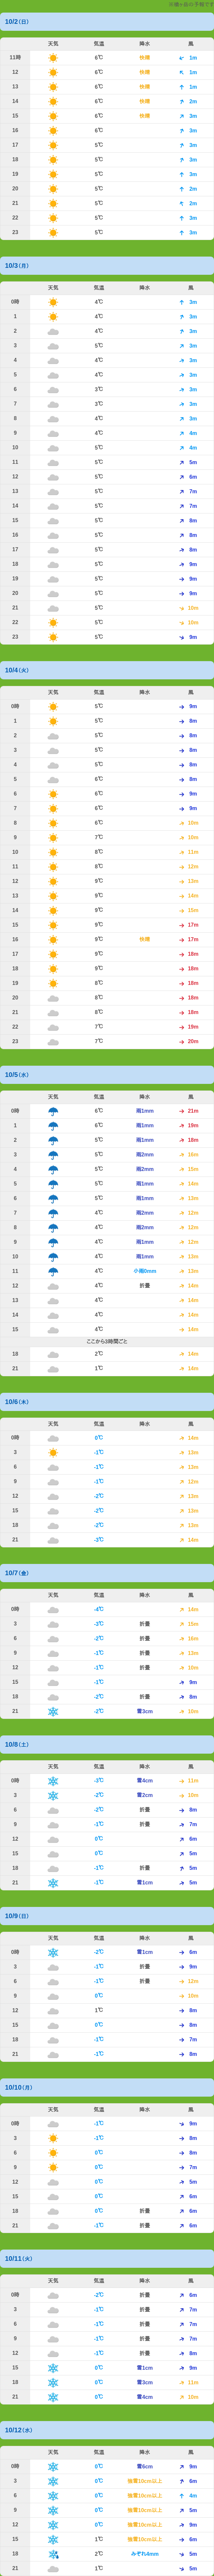 10/2(日)
天気 気温 降水 風
11時 6℃ 快晴 1m
12 6℃ 快晴 1m
13 6℃ 快晴 1m
14 6℃ 快晴 2m
15 6℃ 快晴 3m
16 6℃ 3m
17 5℃ 3m
18 5℃ 3m
19 5℃ 3m
20 5℃ 2m
21 5℃ 2m
22 5℃ 3m
23 5℃ 3m
10/3(月)
天気 気温 降水 風
0時 4℃ 3m
1 4℃ 3m
2 4℃ 3m
3 5℃ 3m
4 4℃ 3m
5 4℃ 3m
6 3℃ 3m
7 3℃ 3m
8 4℃ 3m
9 4℃ 4m
10 5℃ 4m
11 5℃ 5m
12 5℃ 6m
13 5℃ 7m
14 5℃ 7m
15 5℃ 8m
16 5℃ 8m
17 5℃ 8m
18 5℃ 9m
19 5℃ 9m
20 5℃ 9m
21 5℃ 10m
22 5℃ 10m
23 5℃ 9m
10/4(火)
天気 気温 降水 風
0時 5℃ 9m
1 5℃ 8m
2 5℃ 8m
3 5℃ 8m
4 5℃ 8m
5 6℃ 8m
6 6℃ 9m
7 6℃ 9m
8 6℃ 10m
9 7℃ 10m
10 8℃ 11m
11 8℃ 12m
12 9℃ 13m
13 9℃ 14m
14 9℃ 15m
15 9℃ 17m
16 9℃ 快晴 17m
17 9℃ 18m
18 9℃ 18m
19 8℃ 18m
20 8℃ 18m
21 8℃ 18m
22 7℃ 19m
23 7℃ 20m
10/5(水)
天気 気温 降水 風
0時 6℃ 雨1mm 21m
1 6℃ 雨1mm 19m
2 5℃ 雨1mm 18m
3 5℃ 雨2mm 16m
4 5℃ 雨2mm 15m
5 5℃ 雨1mm 14m
6 5℃ 雨1mm 13m
7 4℃ 雨2mm 12m
8 4℃ 雨2mm 12m
9 4℃ 雨1mm 12m
10 4℃ 雨1mm 13m
11 4℃ 小雨0mm 13m
12 4℃ 折畳 14m
13 4℃ 14m
14 4℃ 14m
15 4℃ 14m
ここから3時間ごと
18 2℃ 14m
21 1℃ 14m
10/6(木)
天気 気温 降水 風
0時 0℃ 14m
3 -1℃ 13m
6 -1℃ 13m
9 -1℃ 12m
12 -2℃ 13m
15 -2℃ 13m
18 -2℃ 13m
21 -3℃ 14m
10/7(金)
天気 気温 降水 風
0時 -4℃ 14m
3 -3℃ 折畳 15m
6 -2℃ 折畳 16m
9 -1℃ 折畳 13m
12 -1℃ 折畳 10m
15 -1℃ 9m
18 -2℃ 折畳 8m
21 -2℃ 雪3cm 10m
10/8(土)
天気 気温 降水 風
0時 -3℃ 雪4cm 11m
3 -2℃ 雪2cm 10m
6 -2℃ 折畳 8m
9 -1℃ 折畳 7m
12 0℃ 6m
15 0℃ 5m
18 -1℃ 折畳 5m
21 -1℃ 雪1cm 5m
10/9(日)
天気 気温 降水 風
0時 -2℃ 雪1cm 6m
3 -1℃ 折畳 9m
6 -1℃ 折畳 12m
9 0℃ 10m
12 1℃ 8m
15 0℃ 8m
18 -1℃ 7m
21 -1℃ 8m
10/10(月)
天気 気温 降水 風
0時 -1℃ 9m
3 -1℃ 8m
6 0℃ 8m
9 0℃ 7m
12 0℃ 5m
15 0℃ 6m
18 0℃ 折畳 6m
21 -1℃ 折畳 6m
10/11(火)
天気 気温 降水 風
0時 -2℃ 折畳 6m
3 -1℃ 折畳 7m
6 -1℃ 折畳 7m
9 -1℃ 折畳 7m
12 -1℃ 折畳 8m
15 0℃ 雪1cm 9m
18 0℃ 雪3cm 11m
21 0℃ 雪4cm 10m
10/12(水)
天気 気温 降水 風
0時 0℃ 雪6cm 9m
3 0℃ 強雪10cm以上 6m
6 0℃ 強雪10cm以上 4m
9 0℃ 強雪10cm以上 5m
12 0℃ 強雪10cm以上 9m
15 1℃ 強雪10cm以上 6m
18 2℃ みぞれ4mm 5m
21 1℃ 5m